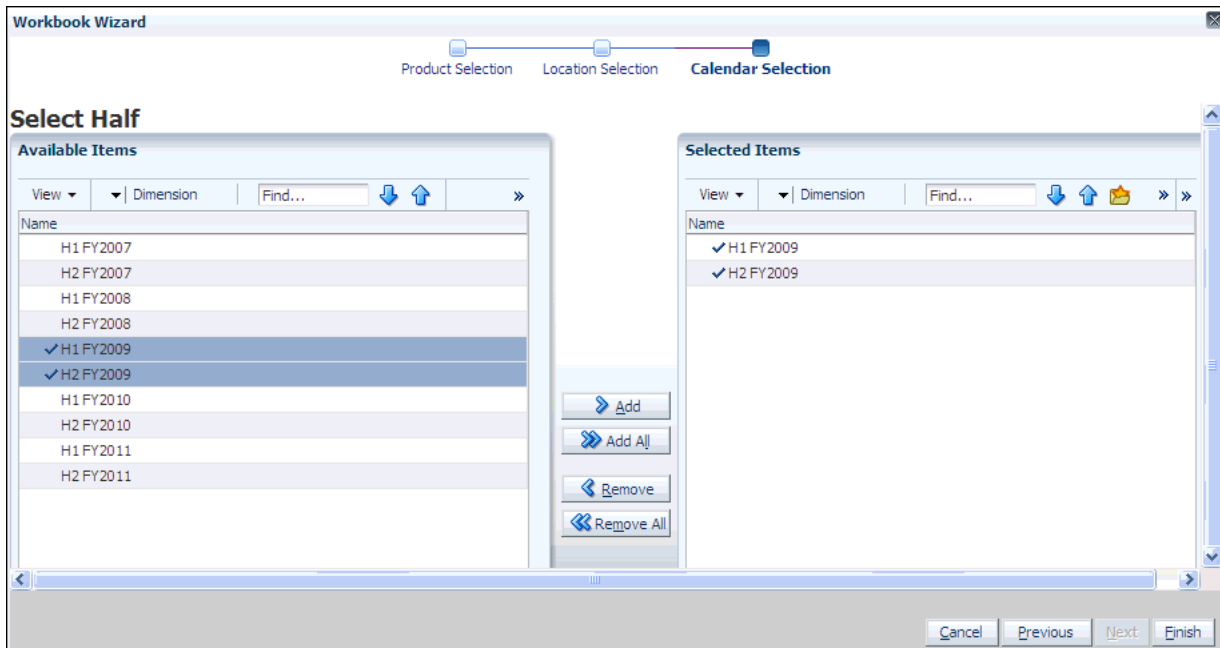 Workbook Wizard
Product Selection Location Selection Calendar Selection
Select Half
Available Items
View Dimension Find...
Name
H1 FY2007
H2 FY2007
H1 FY2008
H2 FY2008
H1 FY2009
H2 FY2009
H1 FY2010
H2 FY2010
H1 FY2011
H2 FY2011
Add
Add All
Remove
Remove All
Selected Items
View Dimension Find...
Name
H1 FY2009
H2 FY2009
Cancel Previous Next Finish